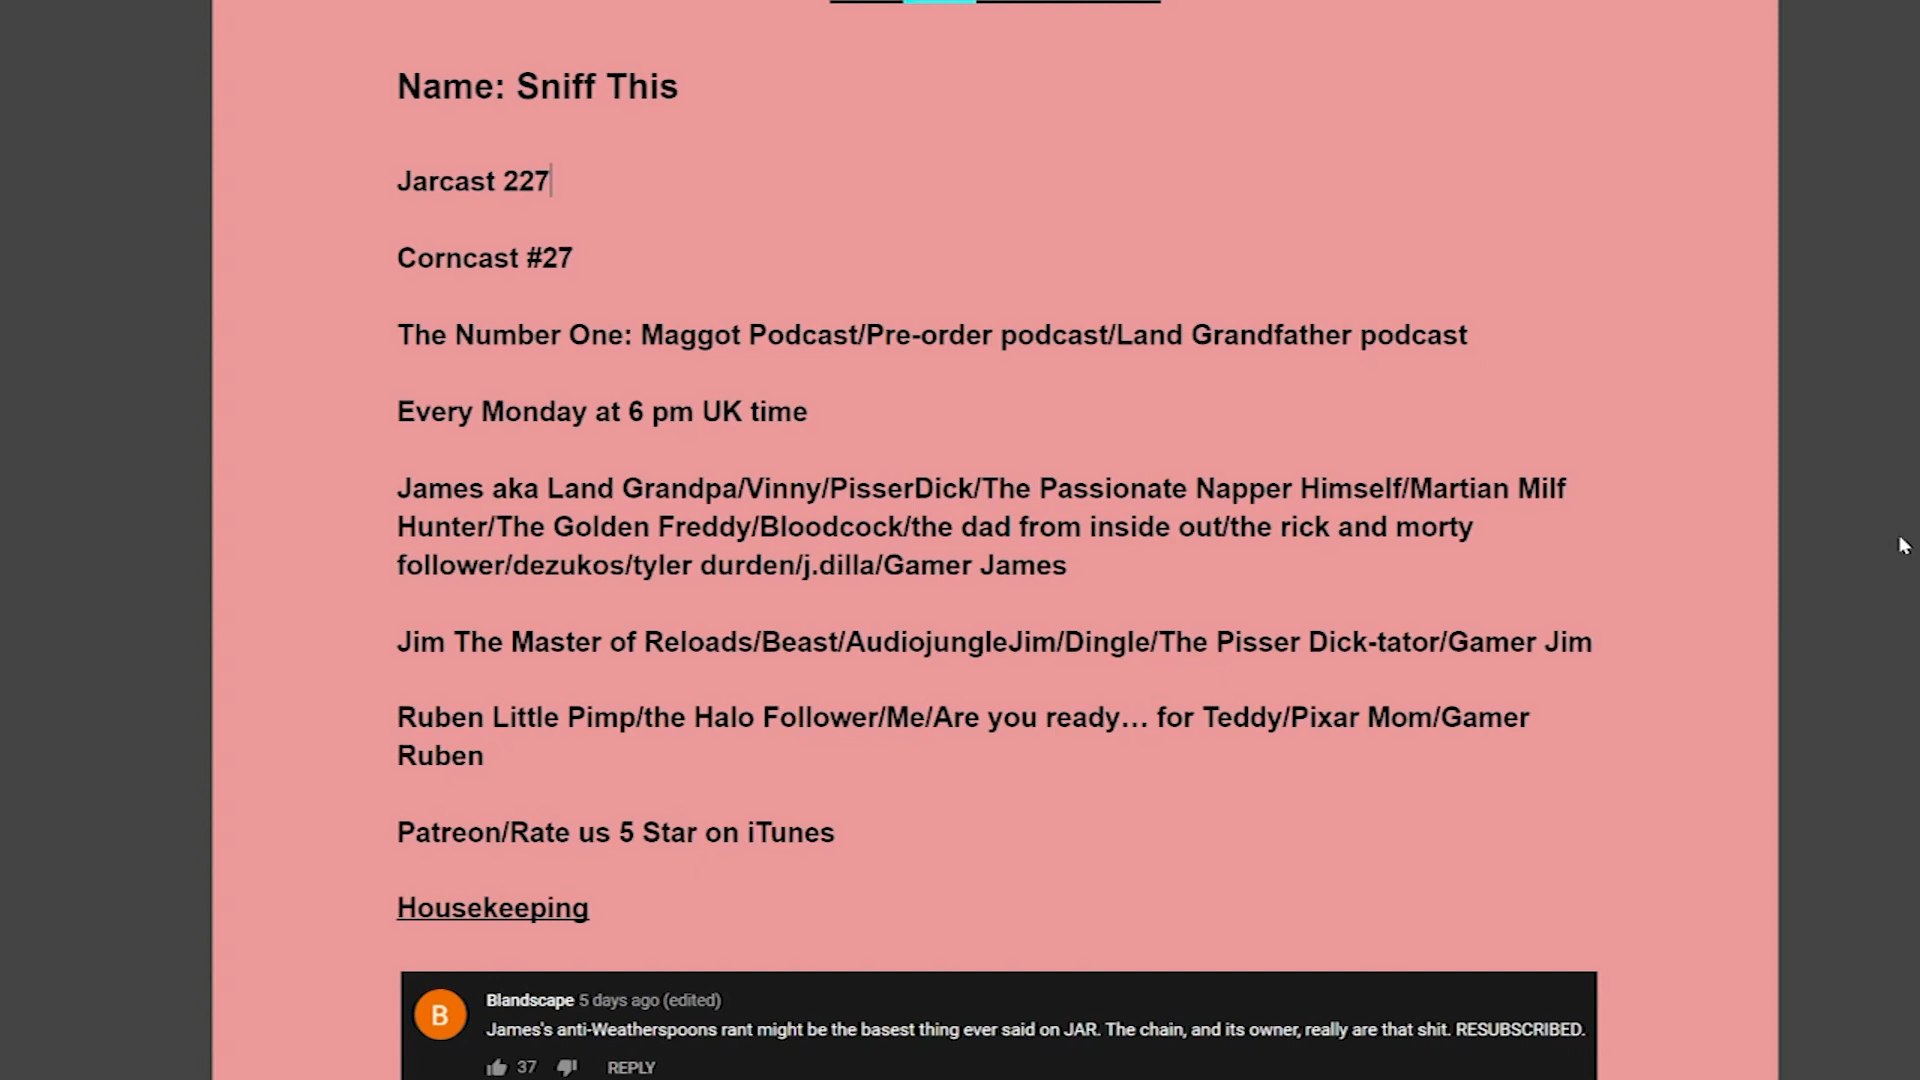 Name: Sniff This
Jarcast 227
Corncast #27
The Number One: Maggot Podcast/Pre-order podcast/Land Grandfather podcast
Every Monday at 6 pm UK time
James aka Land Grandpa/Vinny/PisserDick/The Passionate Napper Himself/Martian Milf
Hunter/The Golden Freddy/Bloodcock/the dad from inside out/the rick and morty
follower/dezukos/tyler durden/j.dilla/Gamer James
Jim The Master of Reloads/Beast/AudiojungleJim/Dingle/The Pisser Dick-tator/Gamer Jim
Ruben Little Pimp/the Halo Follower/Me/Are you ready… for Teddy/Pixar Mom/Gamer
Ruben
Patreon/Rate us 5 Star on iTunes
Housekeeping
B
Blandscape 5 days ago (edited)
James's anti-Weatherspoons rant might be the basest thing ever said on JAR. The chain, and its owner, really are that shit. RESUBSCRIBED.
37 REPLY